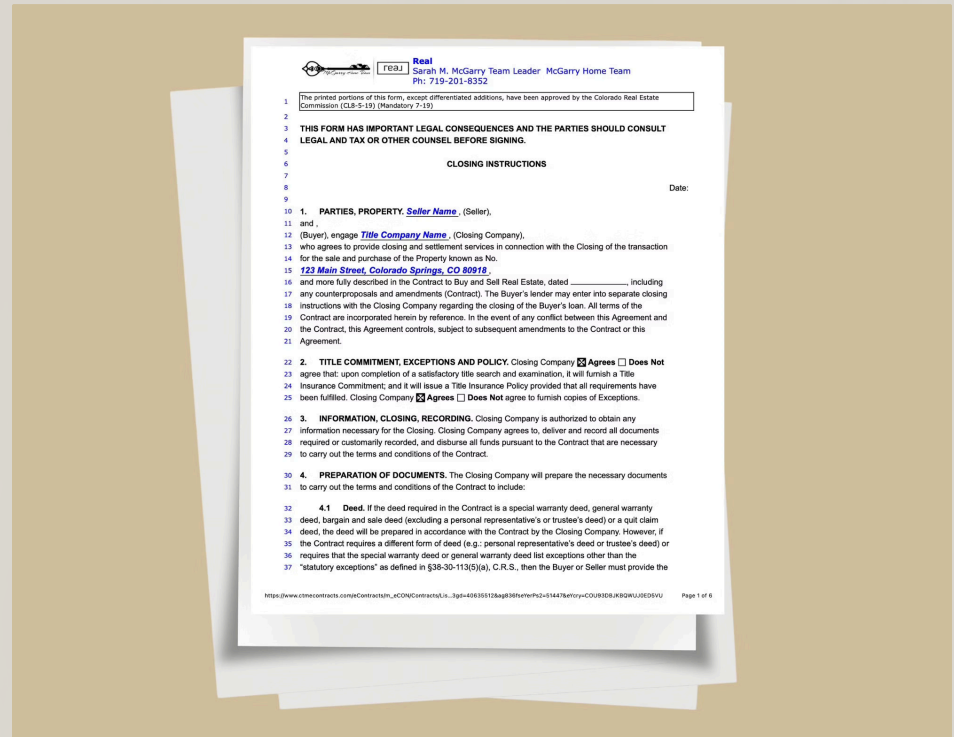 McGarry Home Team
real
Real
Sarah M. McGarry Team Leader McGarry Home Team
Ph: 719-201-8352
1 The printed portions of this form, except differentiated additions, have been approved by the Colorado Real Estate
Commission (CL8-5-19) (Mandatory 7-19)
2
3 THIS FORM HAS IMPORTANT LEGAL CONSEQUENCES AND THE PARTIES SHOULD CONSULT
4 LEGAL AND TAX OR OTHER COUNSEL BEFORE SIGNING.
5
6 CLOSING INSTRUCTIONS
7
8 Date:
9
10 1. PARTIES, PROPERTY. Seller Name , (Seller),
11 and ,
12 (Buyer), engage Title Company Name , (Closing Company),
13 who agrees to provide closing and settlement services in connection with the Closing of the transaction
14 for the sale and purchase of the Property known as No.
15 123 Main Street, Colorado Springs, CO 80918 ,
16 and more fully described in the Contract to Buy and Sell Real Estate, dated ___________, including
17 any counterproposals and amendments (Contract). The Buyer's lender may enter into separate closing
18 instructions with the Closing Company regarding the closing of the Buyer's loan. All terms of the
19 Contract are incorporated herein by reference. In the event of any conflict between this Agreement and
20 the Contract, this Agreement controls, subject to subsequent amendments to the Contract or this
21 Agreement.
22 2. TITLE COMMITMENT, EXCEPTIONS AND POLICY. Closing Company ☒ Agrees ☐ Does Not
23 agree that: upon completion of a satisfactory title search and examination, it will furnish a Title
24 Insurance Commitment; and it will issue a Title Insurance Policy provided that all requirements have
25 been fulfilled. Closing Company ☒ Agrees ☐ Does Not agree to furnish copies of Exceptions.
26 3. INFORMATION, CLOSING, RECORDING. Closing Company is authorized to obtain any
27 information necessary for the Closing. Closing Company agrees to, deliver and record all documents
28 required or customarily recorded, and disburse all funds pursuant to the Contract that are necessary
29 to carry out the terms and conditions of the Contract.
30 4. PREPARATION OF DOCUMENTS. The Closing Company will prepare the necessary documents
31 to carry out the terms and conditions of the Contract to include:
32 4.1 Deed. If the deed required in the Contract is a special warranty deed, general warranty
33 deed, bargain and sale deed (excluding a personal representative's or trustee's deed) or a quit claim
34 deed, the deed will be prepared in accordance with the Contract by the Closing Company. However, if
35 the Contract requires a different form of deed (e.g.: personal representative's deed or trustee's deed) or
36 requires that the special warranty deed or general warranty deed list exceptions other than the
37 "statutory exceptions" as defined in §38-30-113(5)(a), C.R.S., then the Buyer or Seller must provide the
https://www.ctmecontracts.com/eContracts/m_eCON/Contracts/Lis...3gd=40635512&ag836fseYerPs2=51447&eYcry=COU93DBJKBQWUJ0ED5VU Page 1 of 6